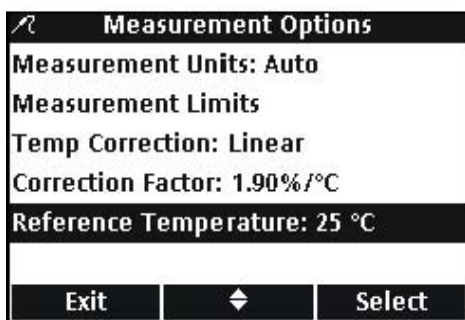 Measurement Options
Measurement Units: Auto
Measurement Limits
Temp Correction: Linear
Correction Factor: 1.90%/°C
Reference Temperature: 25 °C
Exit Select